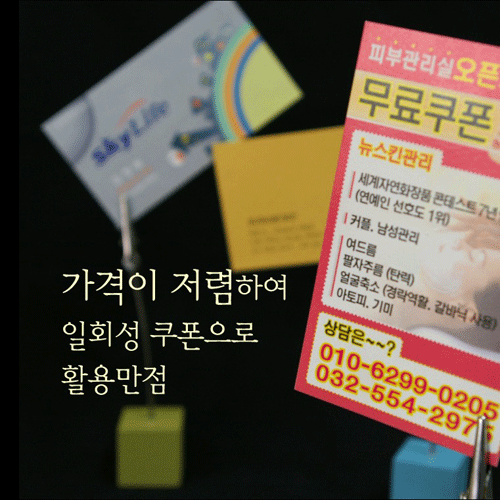 SkyLife
피부관리실오픈
무료쿠폰
뉴스킨관리
세계자연화장품 콘테스트 7년
(연예인 선호도 1위)
커플, 남성관리
여드름
팔자주름 (탄력)
얼굴축소 (경락역활, 갈바닉 사용)
아토피, 기미
상담은~~?
010-6299-0205
032-554-2975
가격이 저렴하여
일회성 쿠폰으로
활용만점